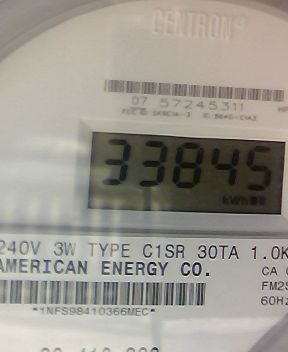 CENTRON®
07 57245311
33845
kWh
240V 3W TYPE C1SR 30TA 1.0K
AMERICAN ENERGY CO.
CA
FM2S
60Hz
*1NFS98410366MEC*